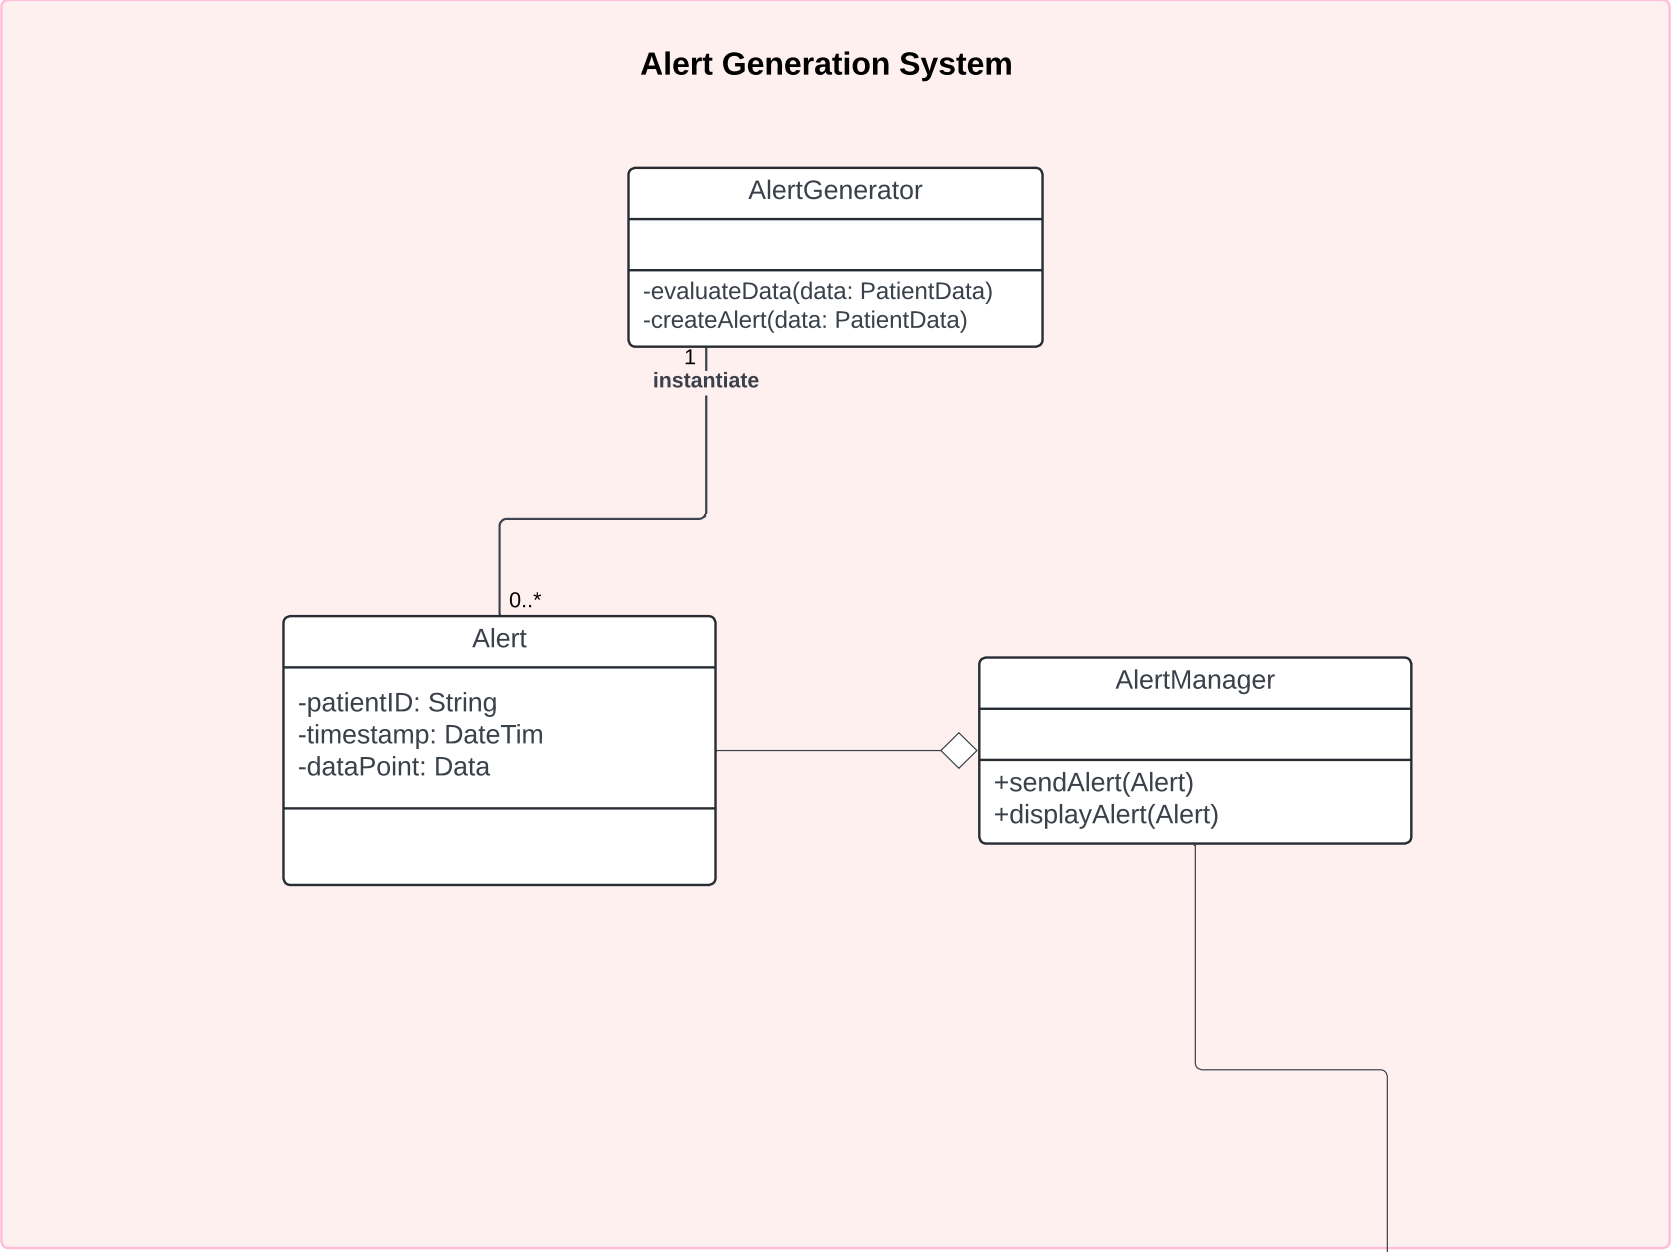 Alert Generation System
AlertGenerator
-evaluateData(data: PatientData)
-createAlert(data: PatientData)
1
instantiate
0..*
Alert
-patientID: String
-timestamp: DateTim
-dataPoint: Data
AlertManager
+sendAlert(Alert)
+displayAlert(Alert)